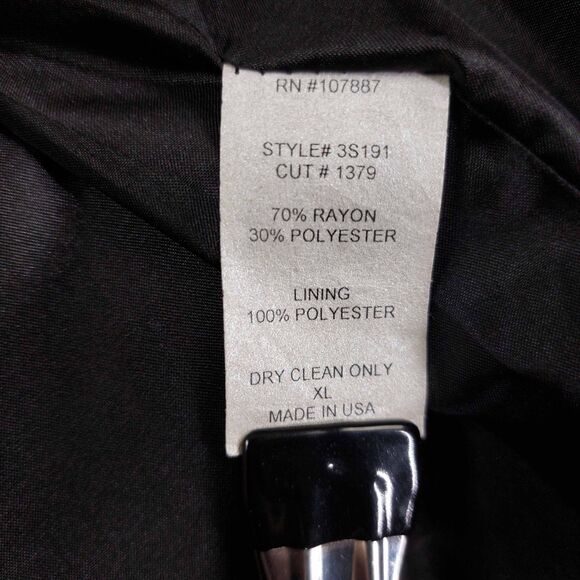 RN #107887
STYLE# 3S191
CUT # 1379
70% RAYON
30% POLYESTER
LINING
100% POLYESTER
DRY CLEAN ONLY
XL
MADE IN USA